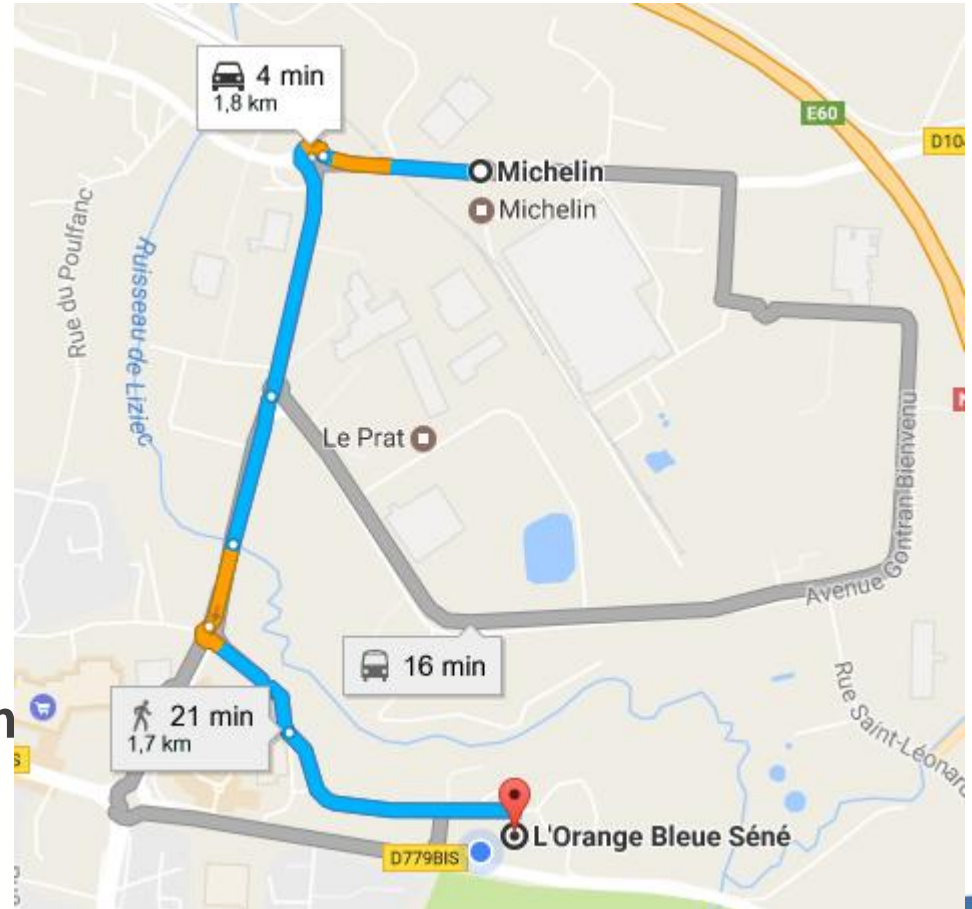 4 min
1,8 km
E60
D104
Michelin
Michelin
Rue du Poulfanc
Ruisseau de Liziec
Le Prat
Avenue Gontran Bienvenu
16 min
21 min
1,7 km
Rue Saint-Léonard
n
S
L'Orange Bleue Séné
D779BIS